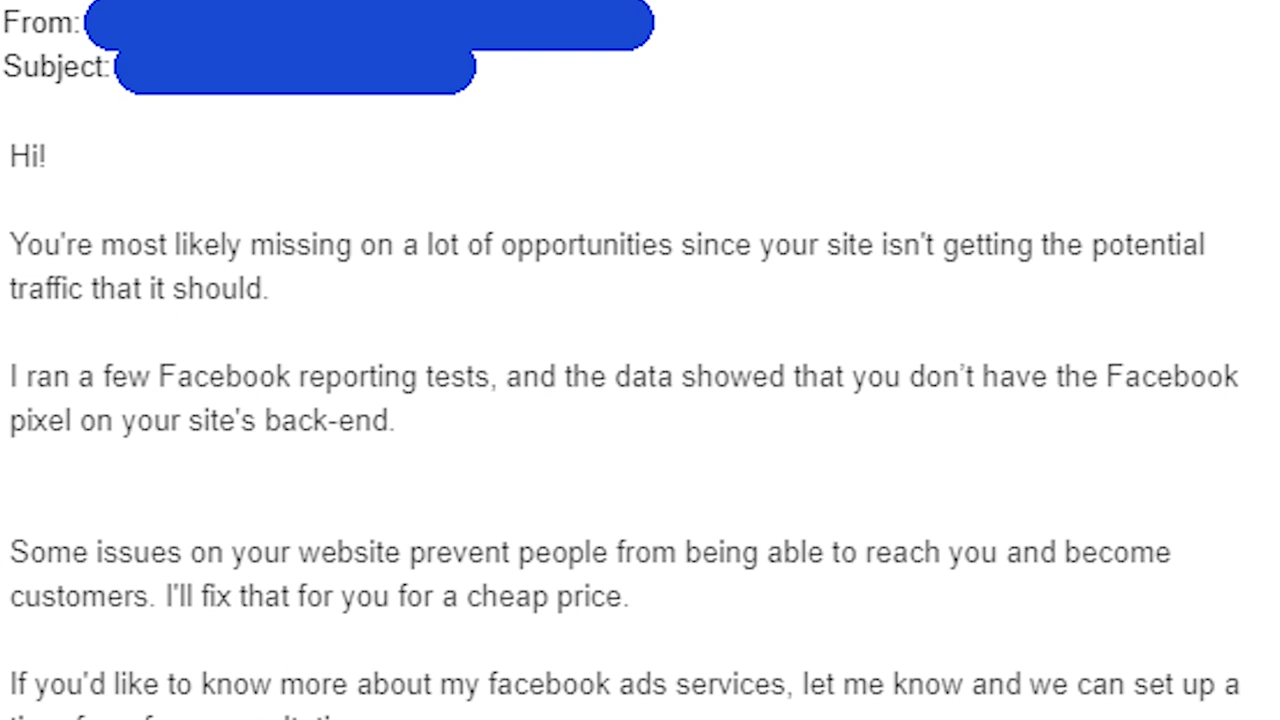 From:
Subject:
Hi!
You're most likely missing on a lot of opportunities since your site isn't getting the potential
traffic that it should.
I ran a few Facebook reporting tests, and the data showed that you don't have the Facebook
pixel on your site's back-end.
Some issues on your website prevent people from being able to reach you and become
customers. I'll fix that for you for a cheap price.
If you'd like to know more about my facebook ads services, let me know and we can set up a